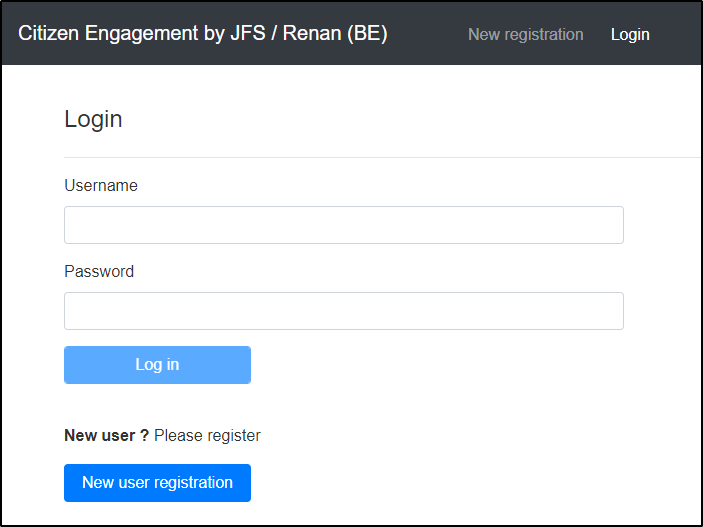 Citizen Engagement by JFS / Renan (BE) New registration Login
Login
Username
Password
Log in
New user ? Please register
New user registration